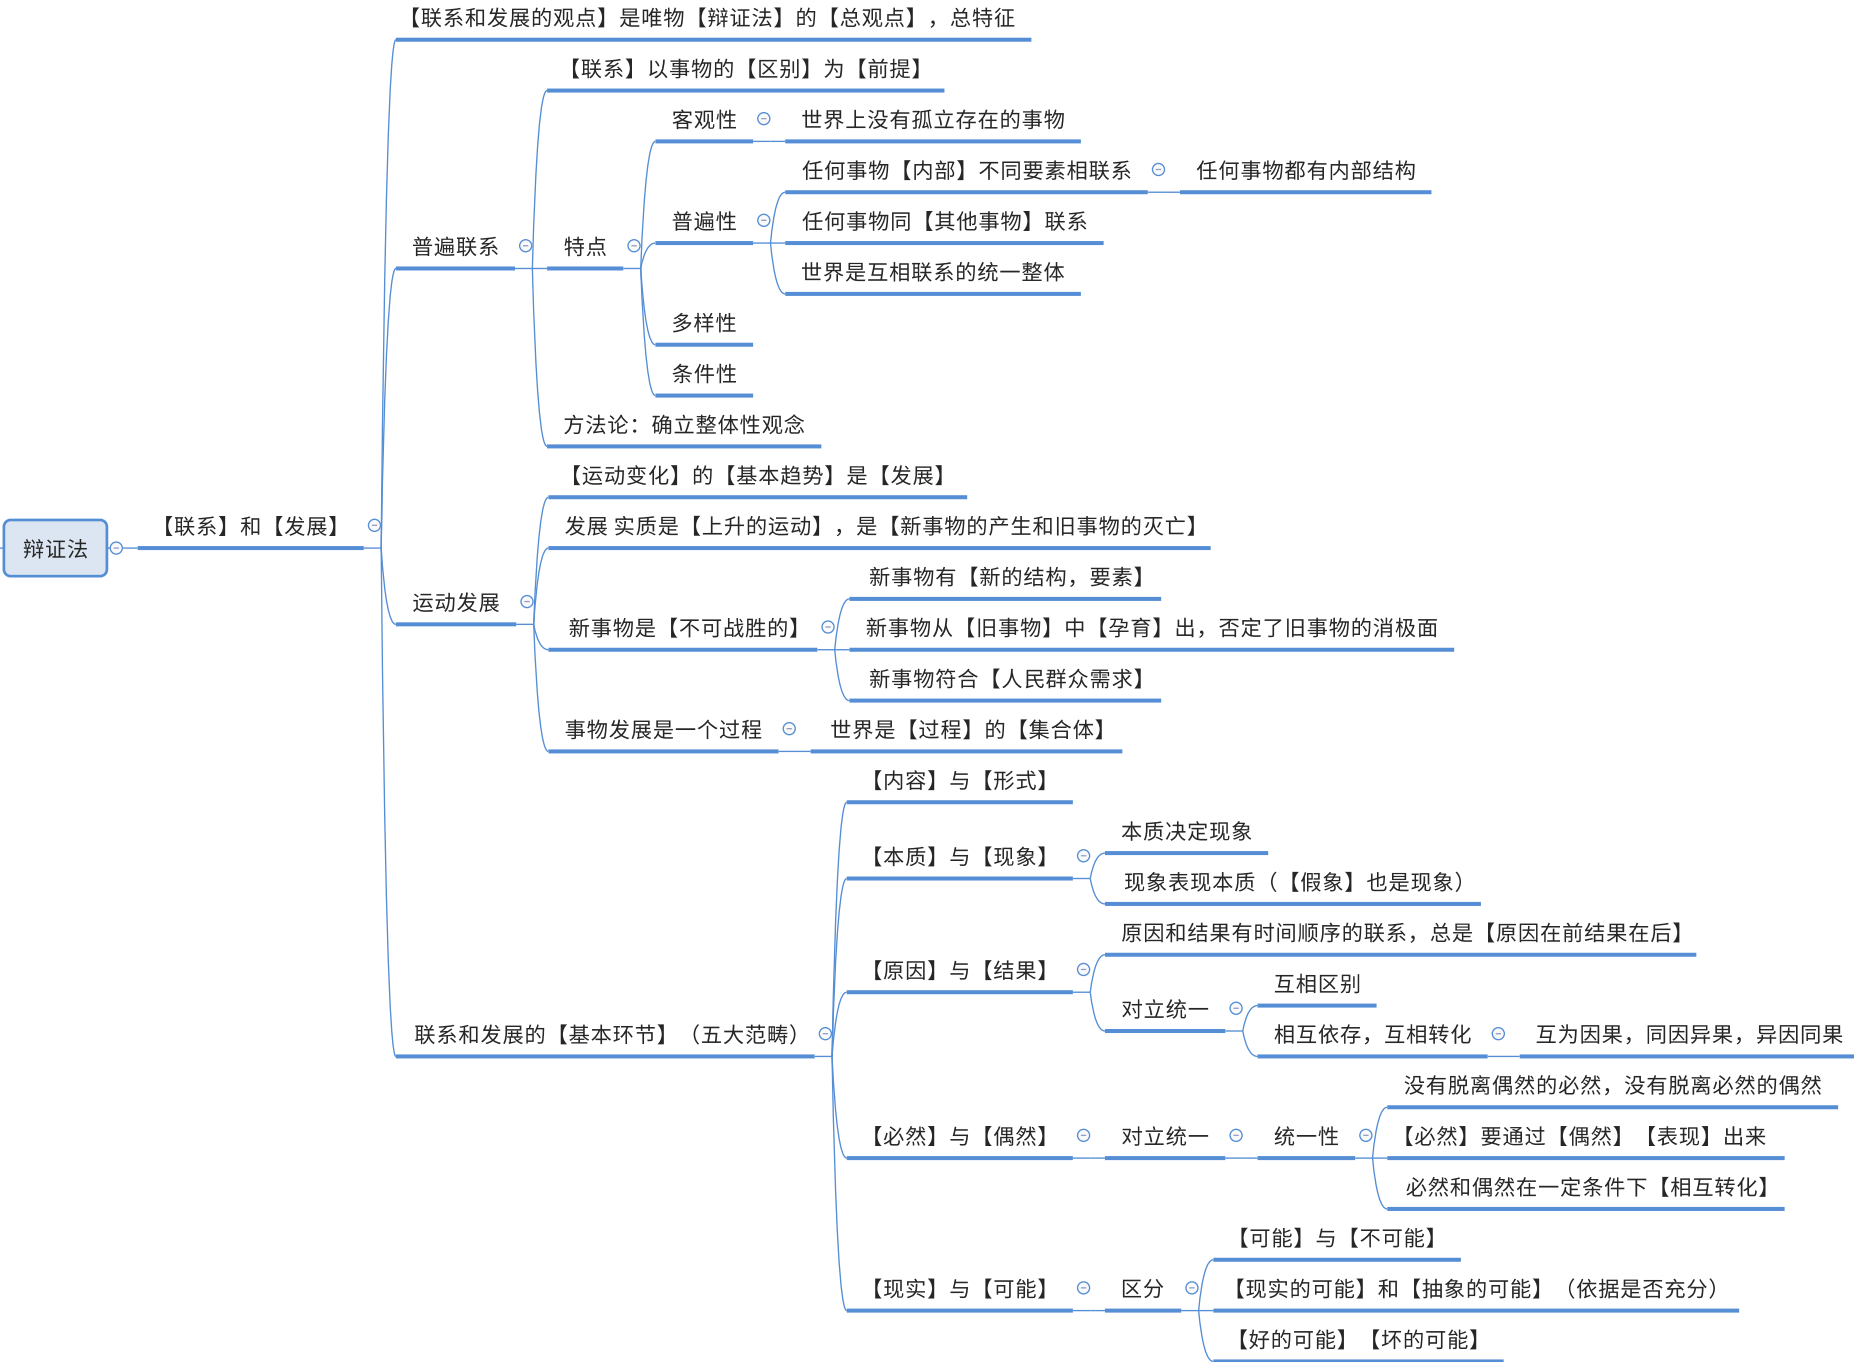 【联系和发展的观点】是唯物【辩证法】的【总观点】，总特征
【联系】以事物的【区别】为【前提】
客观性
世界上没有孤立存在的事物
任何事物【内部】不同要素相联系
任何事物都有内部结构
普遍性
任何事物同【其他事物】联系
普遍联系
特点
世界是互相联系的统一整体
多样性
条件性
方法论：确立整体性观念
【运动变化】的【基本趋势】是【发展】
辩证法
【联系】和【发展】
发展 实质是【上升的运动】，是【新事物的产生和旧事物的灭亡】
新事物有【新的结构，要素】
运动发展
新事物是【不可战胜的】
新事物从【旧事物】中【孕育】出，否定了旧事物的消极面
新事物符合【人民群众需求】
事物发展是一个过程
世界是【过程】的【集合体】
【内容】与【形式】
本质决定现象
【本质】与【现象】
现象表现本质（【假象】也是现象）
原因和结果有时间顺序的联系，总是【原因在前结果在后】
【原因】与【结果】
互相区别
对立统一
联系和发展的【基本环节】（五大范畴）
相互依存，互相转化
互为因果，同因异果，异因同果
没有脱离偶然的必然，没有脱离必然的偶然
【必然】与【偶然】
对立统一
统一性
【必然】要通过【偶然】【表现】出来
必然和偶然在一定条件下【相互转化】
【可能】与【不可能】
【现实】与【可能】
区分
【现实的可能】和【抽象的可能】（依据是否充分）
【好的可能】【坏的可能】